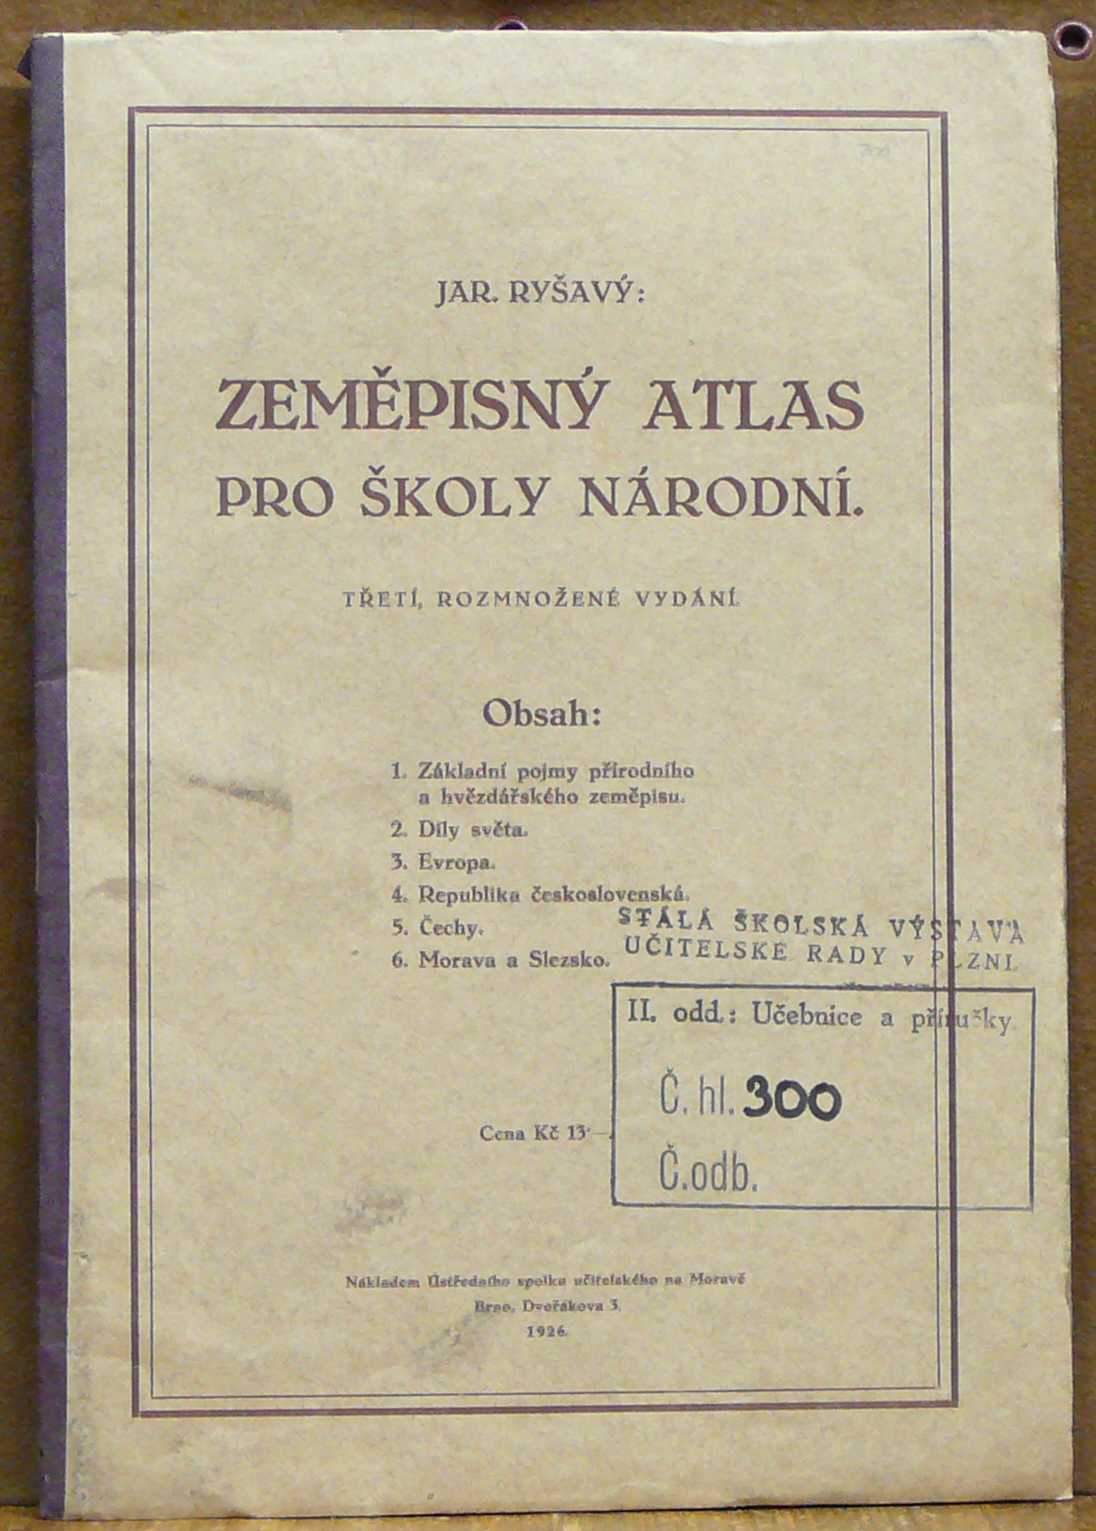 JAR. RYŠAVÝ:
ZEMĚPISNÝ ATLAS
PRO ŠKOLY NÁRODNÍ.
TŘETÍ, ROZMNOŽENÉ VYDÁNÍ.
Obsah:
1. Základní pojmy přírodního
a hvězdářského zeměpisu.
2. Díly světa.
3. Evropa.
4. Republika československá.
5. Čechy.
6. Morava a Slezsko.
STÁLÁ ŠKOLSKÁ VÝSTAVA
UČITELSKÉ RADY v PLZNI.
II. odd.: Učebnice a příručky.
Č. hl. 300
Cena Kč 13·—.
Č. odb.
Nákladem Ústředního spolku učitelského na Moravě
Brno, Dvořákova 3.
1926.